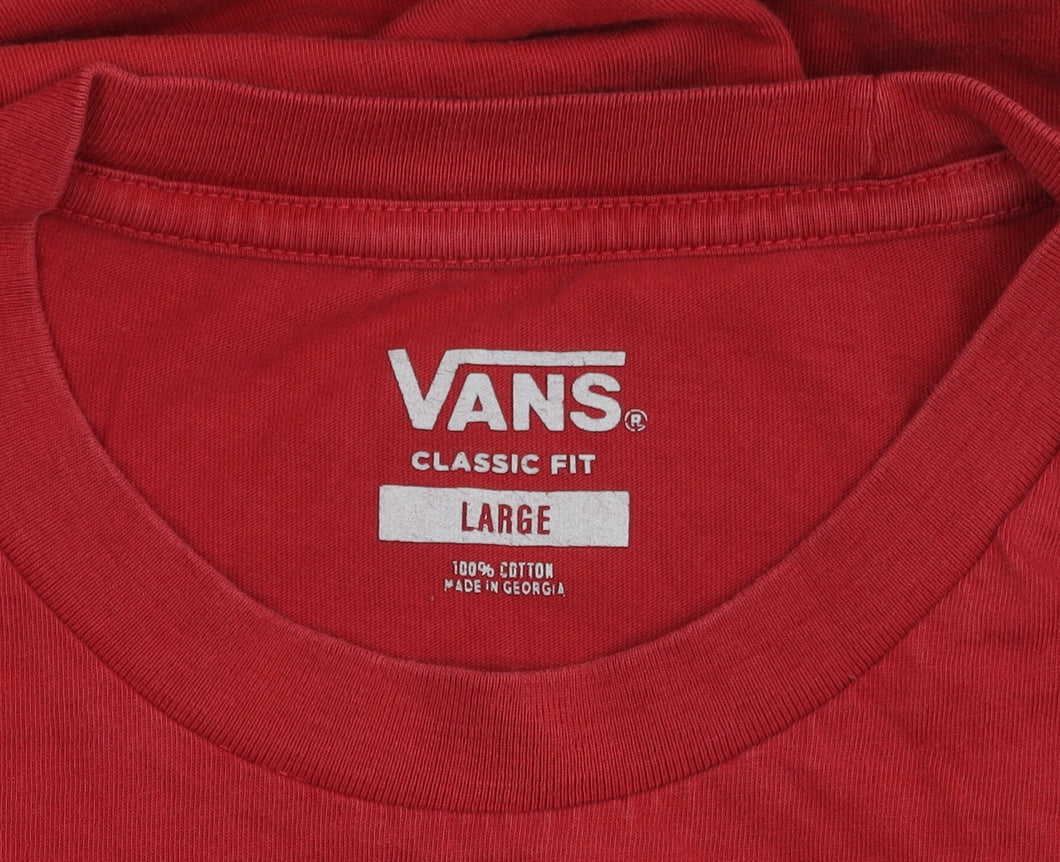 VANS®
CLASSIC FIT
LARGE
100% COTTON
MADE IN GEORGIA